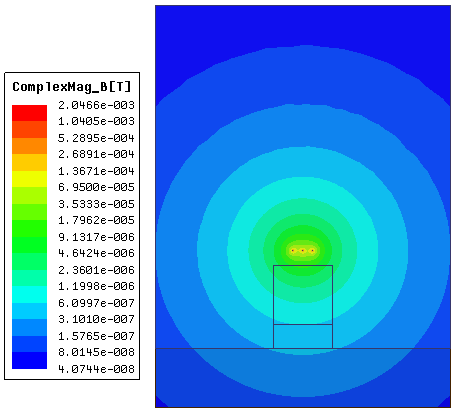 ComplexMag_B[T]
2.0466e-003
1.0405e-003
5.2895e-004
2.6891e-004
1.3671e-004
6.9500e-005
3.5333e-005
1.7962e-005
9.1317e-006
4.6424e-006
2.3601e-006
1.1998e-006
6.0997e-007
3.1010e-007
1.5765e-007
8.0145e-008
4.0744e-008